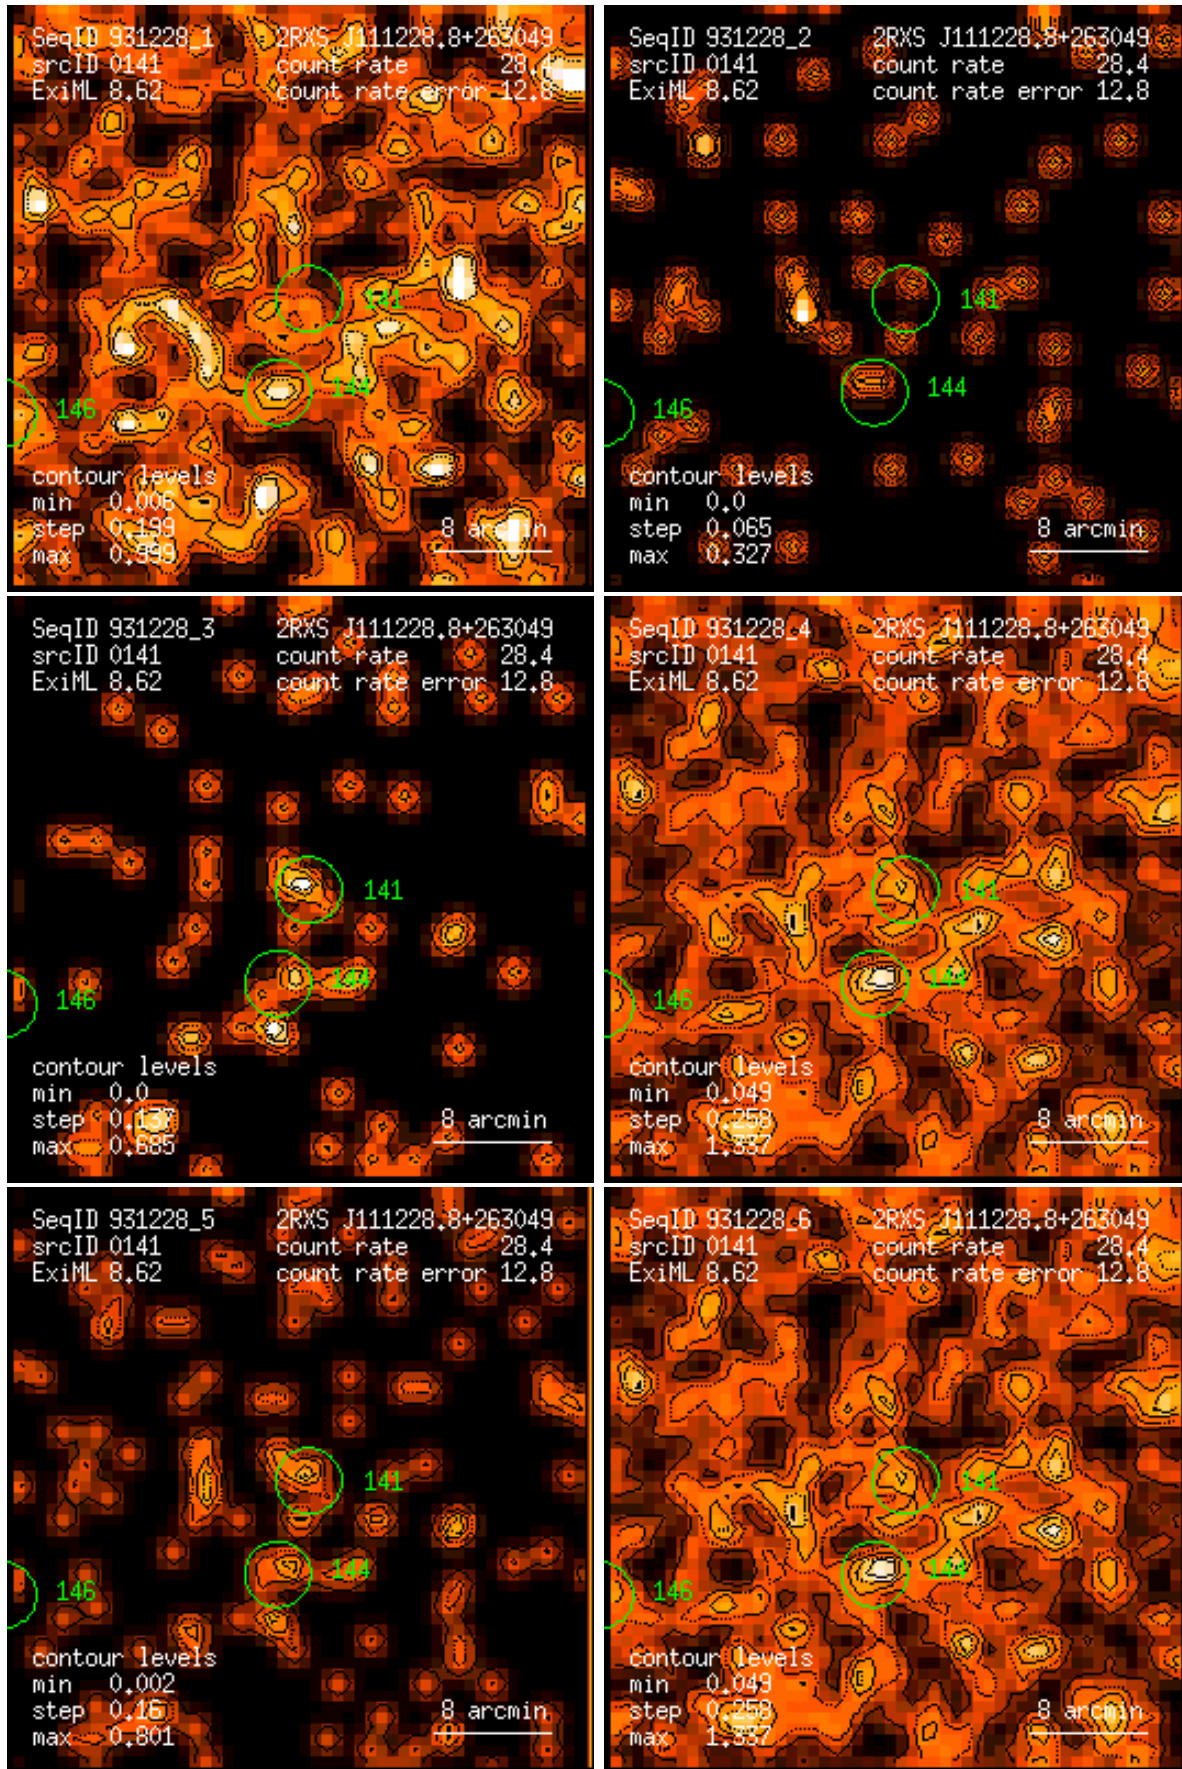 SeqID 931228_1 2RXS J111228.8+263049
srcID 0141 count rate 28.4
ExiML 8.62 count rate error 12.8
141
144
146
contour levels
min 0.006
step 0.199 8 arcmin
max 0.999
SeqID 931228_2 2RXS J111228.8+263049
srcID 0141 count rate 28.4
ExiML 8.62 count rate error 12.8
141
144
146
contour levels
min 0.0
step 0.065 8 arcmin
max 0.327
SeqID 931228_3 2RXS J111228.8+263049
srcID 0141 count rate 28.4
ExiML 8.62 count rate error 12.8
141
144
146
contour levels
min 0.0
step 0.137 8 arcmin
max 0.685
SeqID 931228_4 2RXS J111228.8+263049
srcID 0141 count rate 28.4
ExiML 8.62 count rate error 12.8
141
144
146
contour levels
min 0.049
step 0.258 8 arcmin
max 1.337
SeqID 931228_5 2RXS J111228.8+263049
srcID 0141 count rate 28.4
ExiML 8.62 count rate error 12.8
141
144
146
contour levels
min 0.002
step 0.16 8 arcmin
max 0.801
SeqID 931228_6 2RXS J111228.8+263049
srcID 0141 count rate 28.4
ExiML 8.62 count rate error 12.8
141
144
146
contour levels
min 0.049
step 0.258 8 arcmin
max 1.337